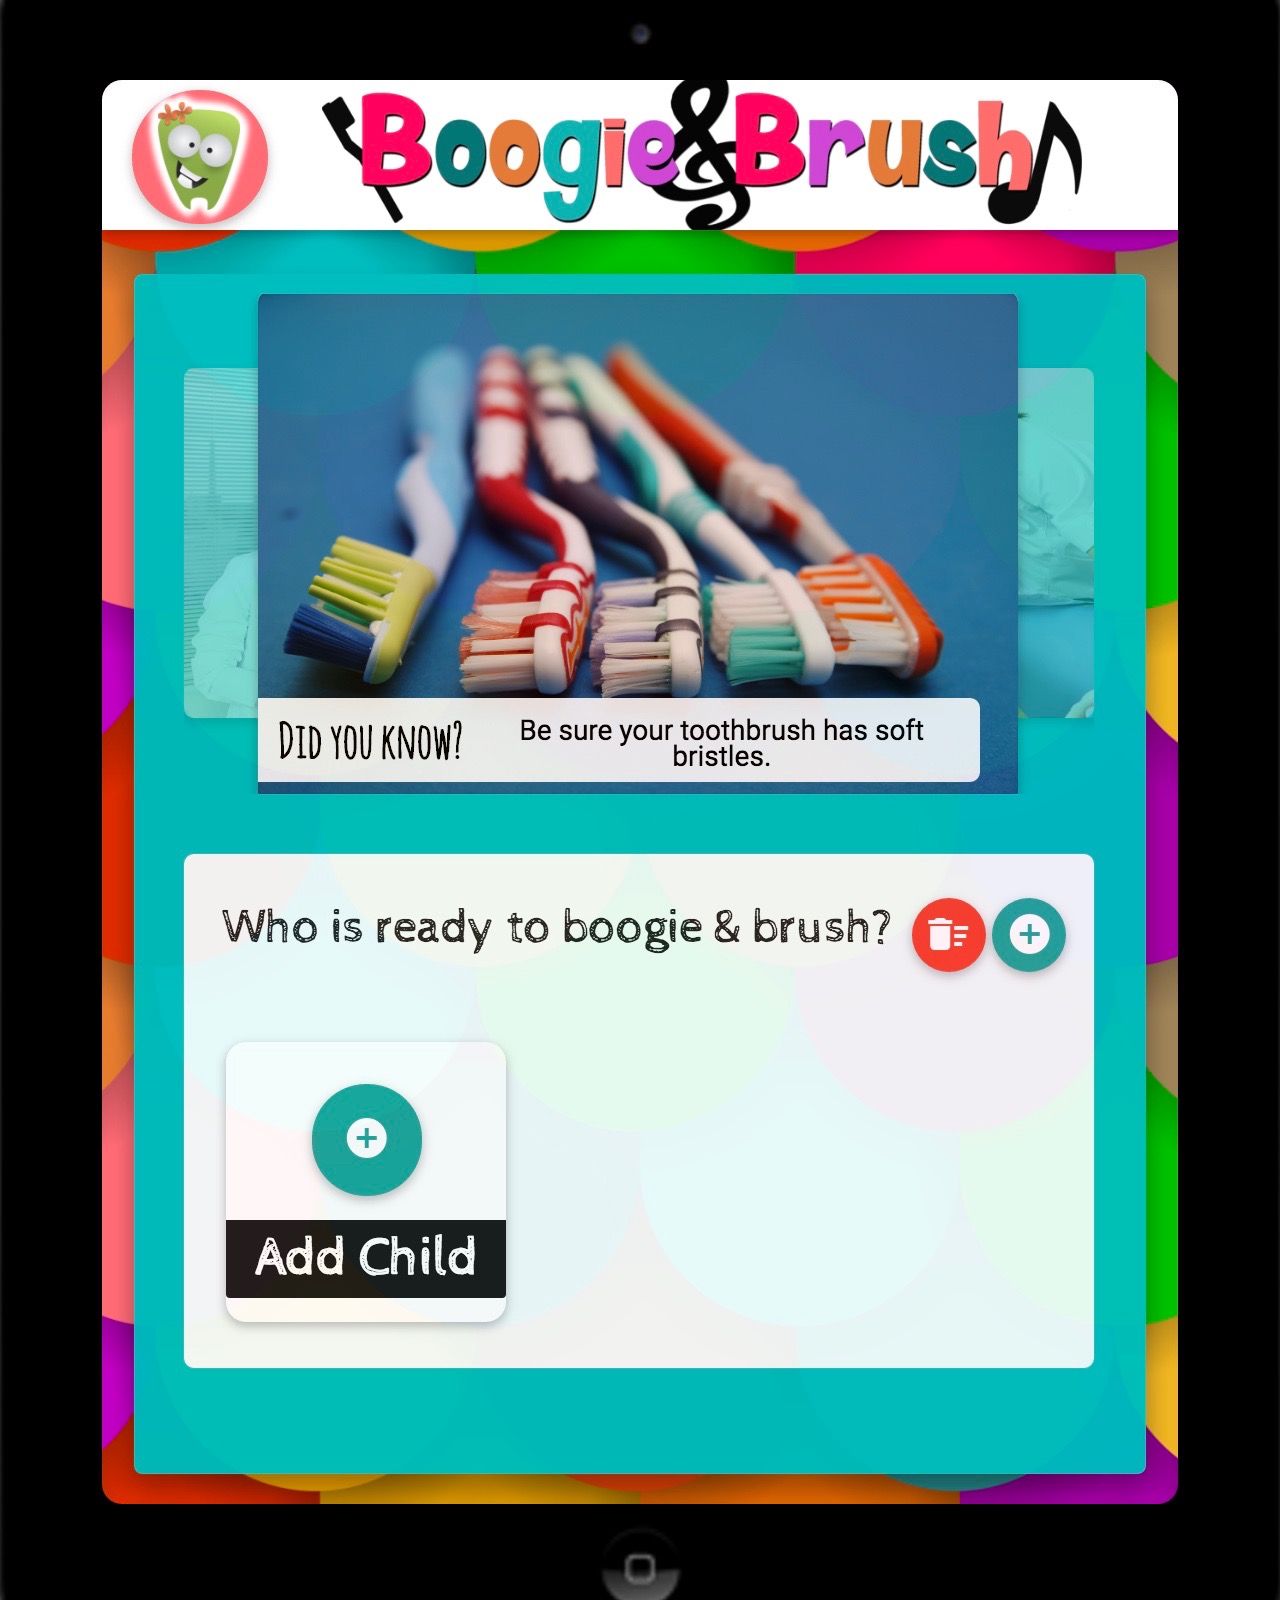 Boogie & Brush
Did you know?
Be sure your toothbrush has soft
bristles.
Who is ready to boogie & brush?
Add Child